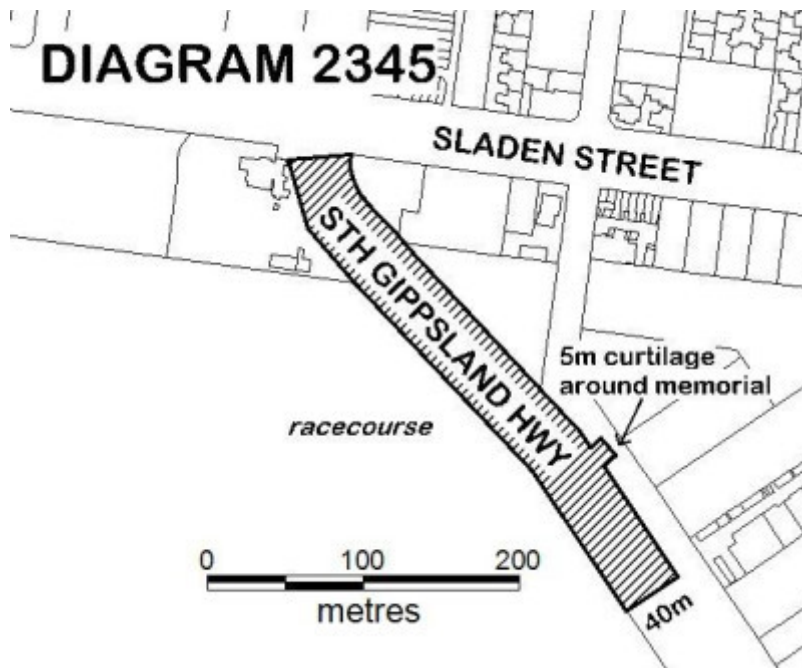 DIAGRAM 2345
SLADEN STREET
STH GIPPSLAND HWY
5m curtilage
around memorial
racecourse
0 100 200
metres
40m